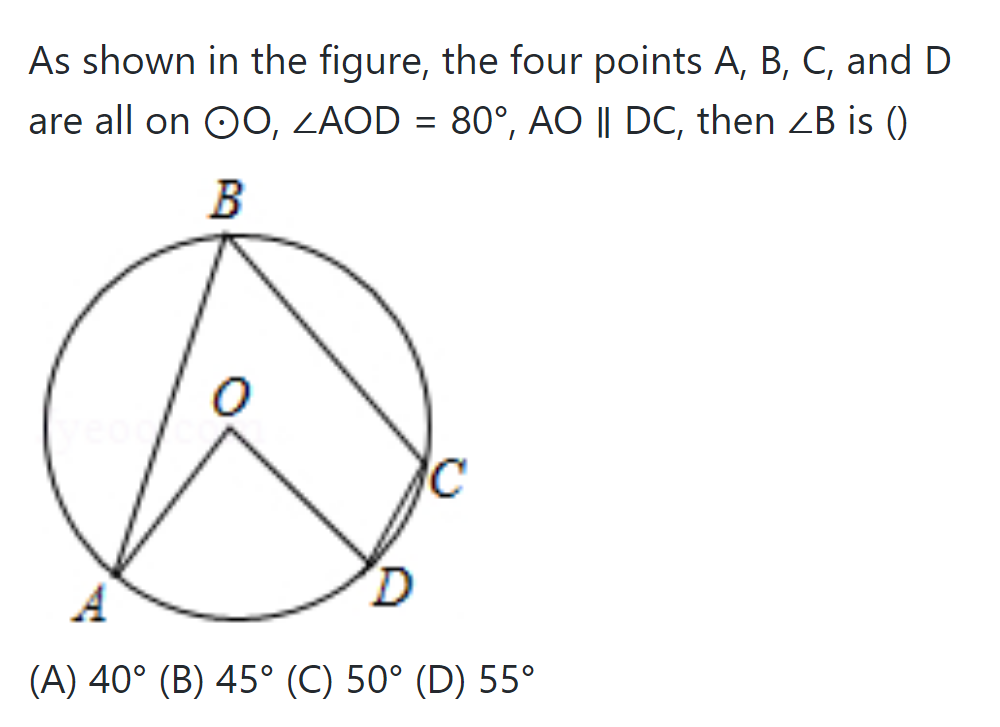 As shown in the figure, the four points A, B, C, and D
are all on ⊙O, ∠AOD = 80°, AO ∥ DC, then ∠B is ()
B
O
C
A
D
(A) 40° (B) 45° (C) 50° (D) 55°